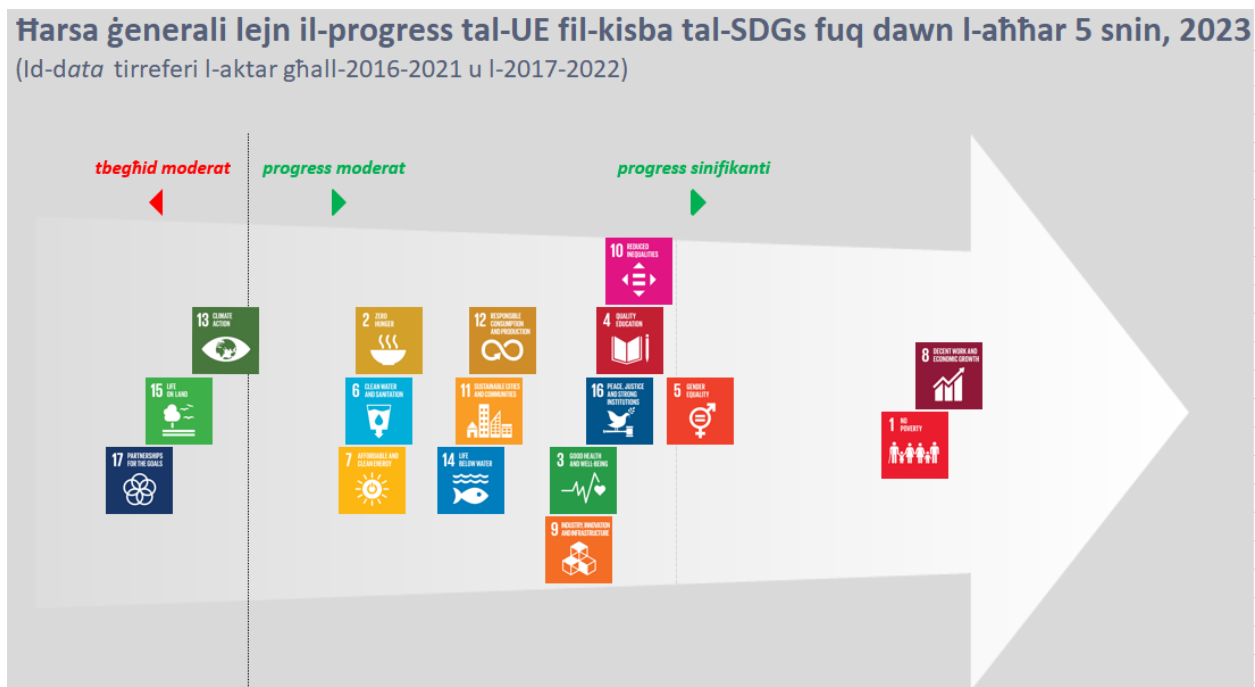 Ħarsa ġenerali lejn il-progress tal-UE fil-kisba tal-SDGs fuq dawn l-aħħar 5 snin, 2023
(Id-data tirreferi l-aktar għall-2016-2021 u l-2017-2022)
tbegħid moderat
progress moderat
progress sinifikanti
10 REDUCED
INEQUALITIES
13 CLIMATE
ACTION
2 ZERO
HUNGER
12 RESPONSIBLE
CONSUMPTION
AND PRODUCTION
4 QUALITY
EDUCATION
8 DECENT WORK AND
ECONOMIC GROWTH
15 LIFE
ON LAND
6 CLEAN WATER
AND SANITATION
11 SUSTAINABLE CITIES
AND COMMUNITIES
16 PEACE, JUSTICE
AND STRONG
INSTITUTIONS
5 GENDER
EQUALITY
1 NO
POVERTY
17 PARTNERSHIPS
FOR THE GOALS
7 AFFORDABLE AND
CLEAN ENERGY
14 LIFE
BELOW WATER
3 GOOD HEALTH
AND WELL-BEING
9 INDUSTRY, INNOVATION
AND INFRASTRUCTURE